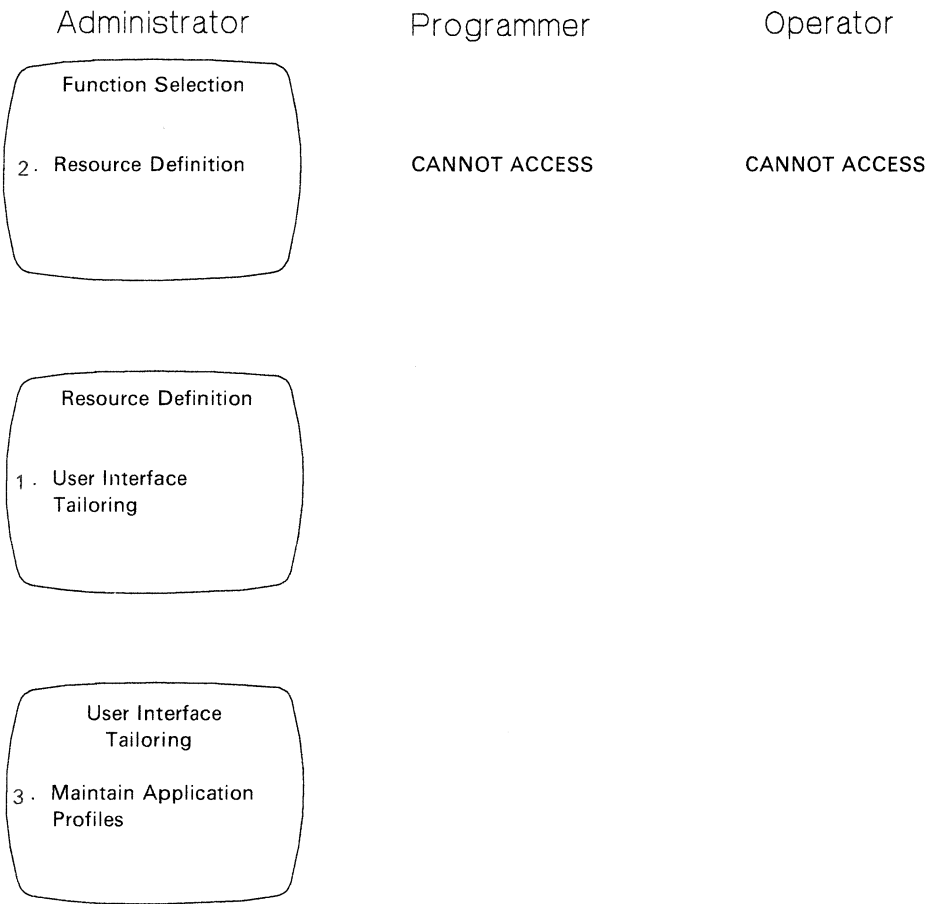 Administrator Programmer Operator
Function Selection
2. Resource Definition CANNOT ACCESS CANNOT ACCESS
Resource Definition
1. User Interface
Tailoring
User Interface
Tailoring
3. Maintain Application
Profiles